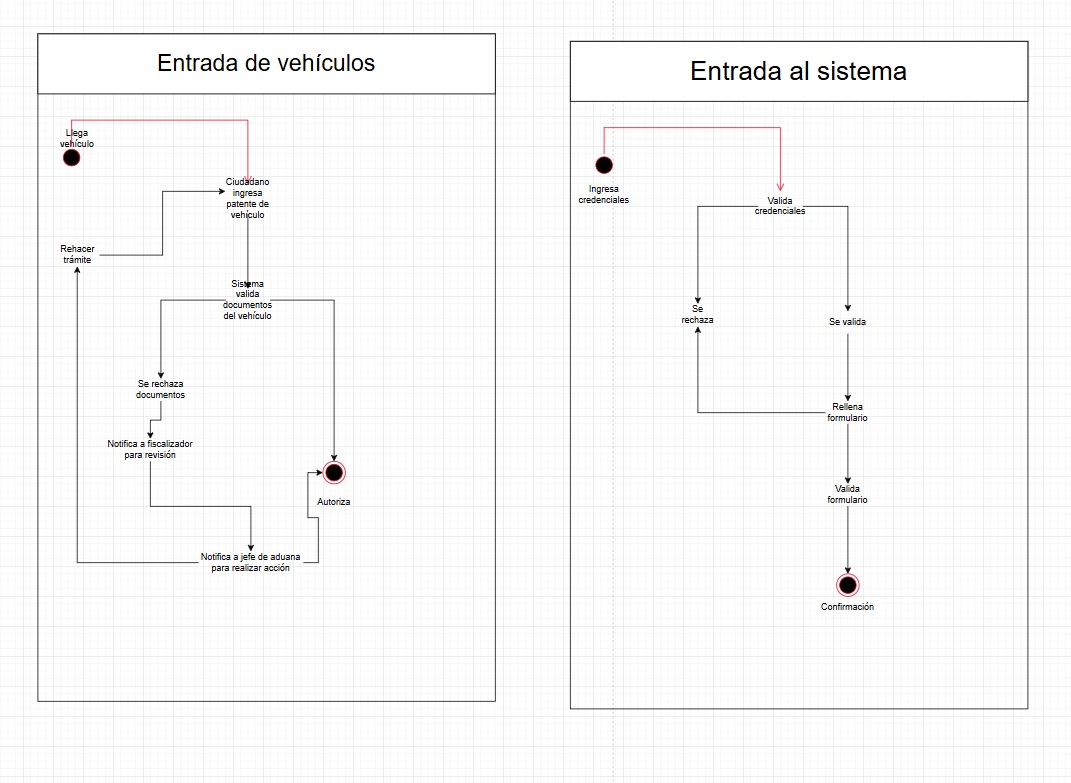 Entrada de vehículos
Llega
vehículo
Ciudadano
ingresa
patente de
vehículo
Rehacer
trámite
Sistema
valida
documentos
del vehículo
Se rechaza
documentos
Notifica a fiscalizador
para revisión
Autoriza
Notifica a jefe de aduana
para realizar acción
Entrada al sistema
Ingresa
credenciales
Valida
credenciales
Se
rechaza
Se valida
Rellena
formulario
Valida
formulario
Confirmación